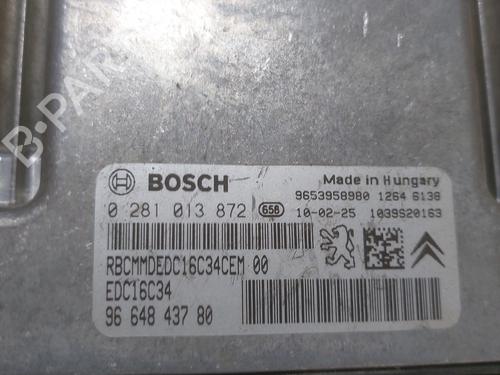 B-PARTS
BOSCH
Made in Hungary
9653958980 1264 6138
0 281 013 872 658 10-02-25 1039S20163
RBCMMDEDC16C34CEM 00
EDC16C34
96 648 437 80